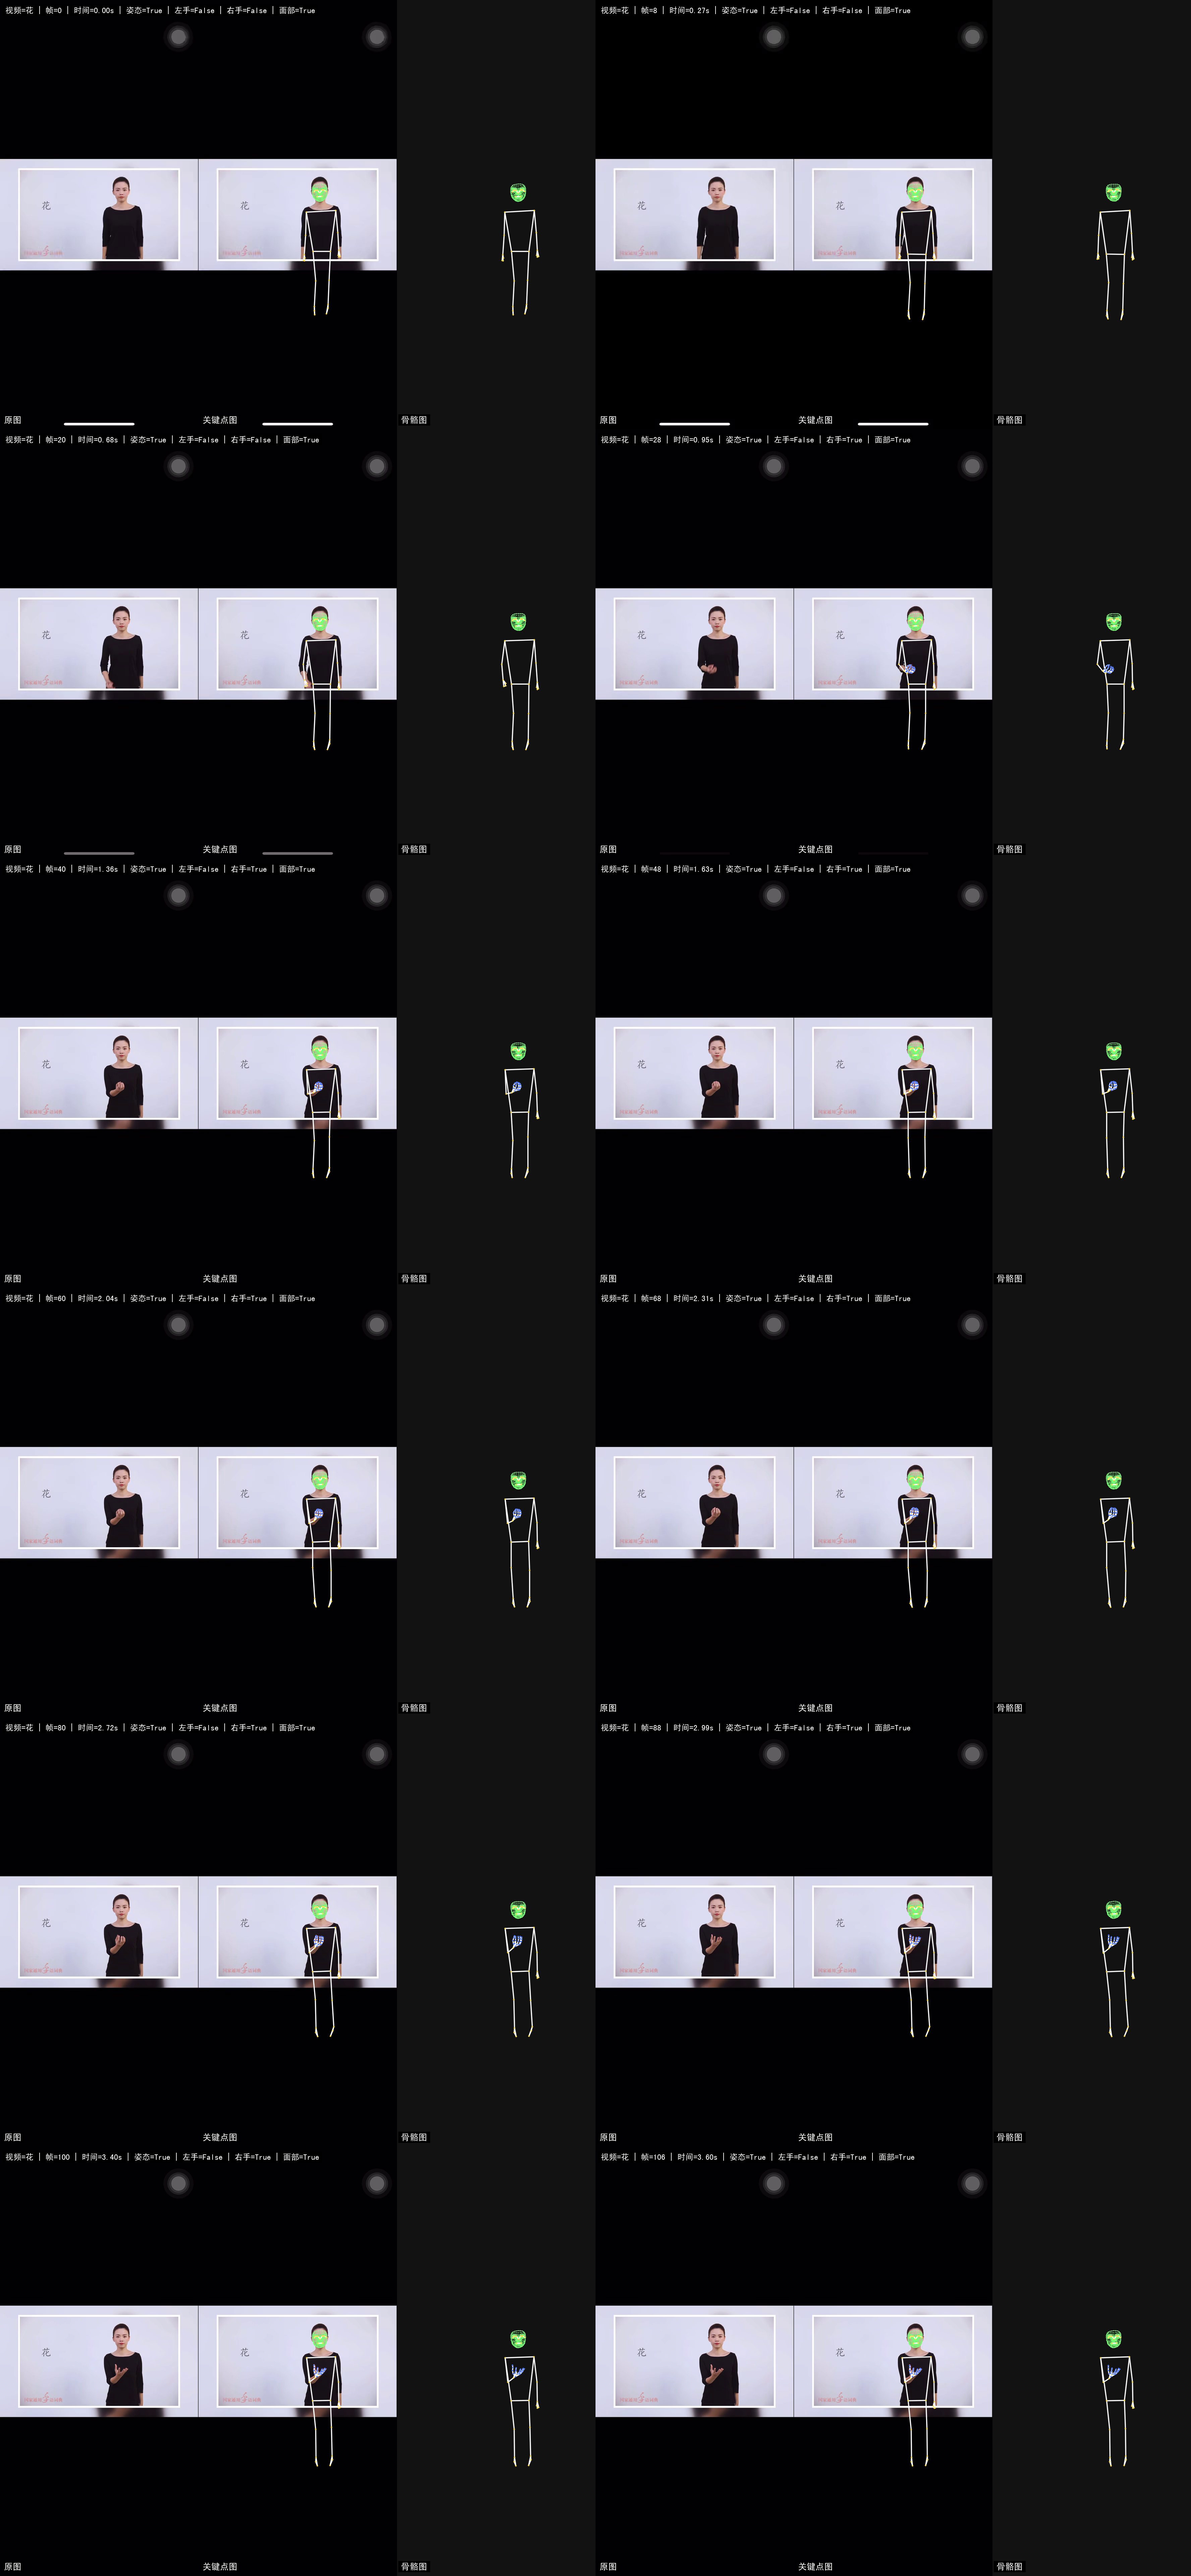 视频=花 | 帧=0 | 时间=0.00s | 姿态=True | 左手=False | 右手=False | 面部=True
花
花
原图
关键点图
骨骼图
视频=花 | 帧=8 | 时间=0.27s | 姿态=True | 左手=False | 右手=False | 面部=True
花
花
原图
关键点图
骨骼图
视频=花 | 帧=20 | 时间=0.68s | 姿态=True | 左手=False | 右手=False | 面部=True
花
花
原图
关键点图
骨骼图
视频=花 | 帧=28 | 时间=0.95s | 姿态=True | 左手=False | 右手=True | 面部=True
花
花
原图
关键点图
骨骼图
视频=花 | 帧=40 | 时间=1.36s | 姿态=True | 左手=False | 右手=True | 面部=True
花
花
原图
关键点图
骨骼图
视频=花 | 帧=48 | 时间=1.63s | 姿态=True | 左手=False | 右手=True | 面部=True
花
花
原图
关键点图
骨骼图
视频=花 | 帧=60 | 时间=2.04s | 姿态=True | 左手=False | 右手=True | 面部=True
花
花
原图
关键点图
骨骼图
视频=花 | 帧=68 | 时间=2.31s | 姿态=True | 左手=False | 右手=True | 面部=True
花
花
原图
关键点图
骨骼图
视频=花 | 帧=80 | 时间=2.72s | 姿态=True | 左手=False | 右手=True | 面部=True
花
花
原图
关键点图
骨骼图
视频=花 | 帧=88 | 时间=2.99s | 姿态=True | 左手=False | 右手=True | 面部=True
花
花
原图
关键点图
骨骼图
视频=花 | 帧=100 | 时间=3.40s | 姿态=True | 左手=False | 右手=True | 面部=True
花
花
原图
关键点图
骨骼图
视频=花 | 帧=106 | 时间=3.60s | 姿态=True | 左手=False | 右手=True | 面部=True
花
花
原图
关键点图
骨骼图